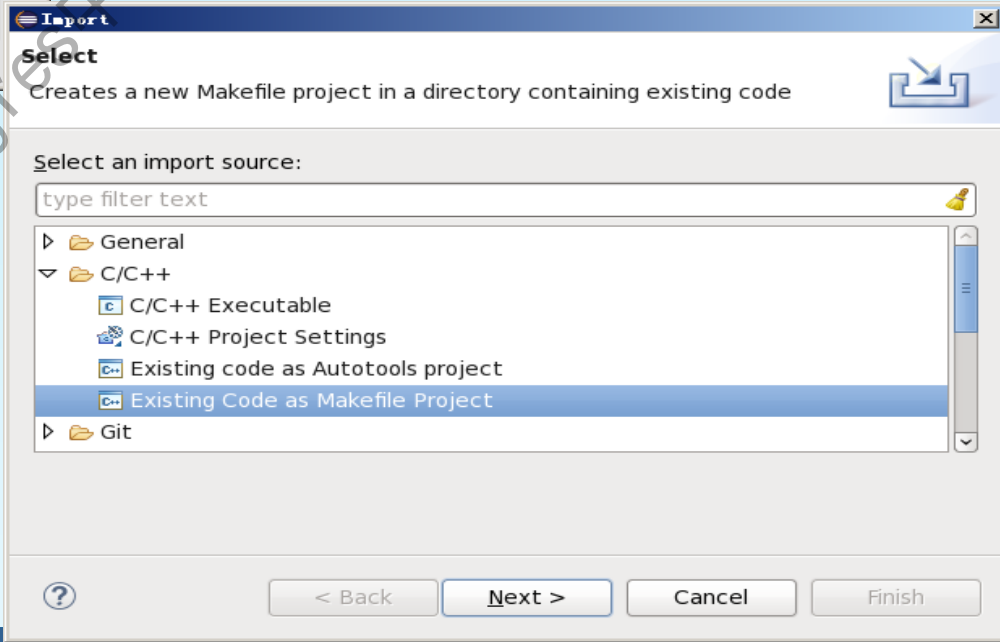 Import
Select
Creates a new Makefile project in a directory containing existing code
Select an import source:
type filter text
General
C/C++
C/C++ Executable
C/C++ Project Settings
Existing code as Autotools project
Existing Code as Makefile Project
Git
< Back
Next >
Cancel
Finish